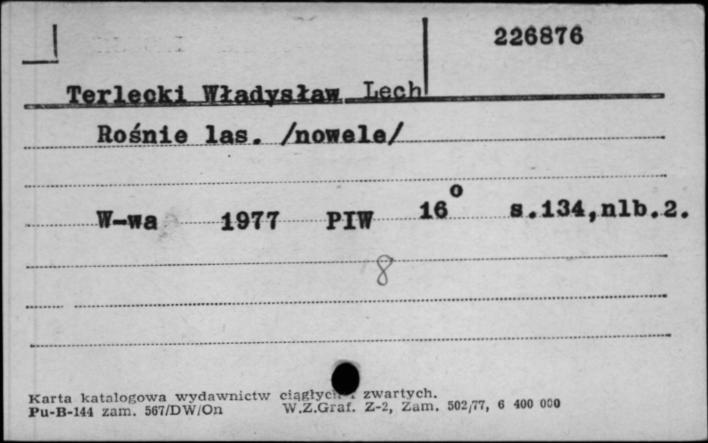 226876
Terlecki Władysław Lech
Rośnie las. /nowele/
W-wa 1977 PIW 16° s.134,nlb.2.
8
Karta katalogowa wydawnictw ciągłych i zwartych.
Pu-B-144 zam. 567/DW/On W.Z.Graf. Z-2, Zam. 502/77, 6 400 000